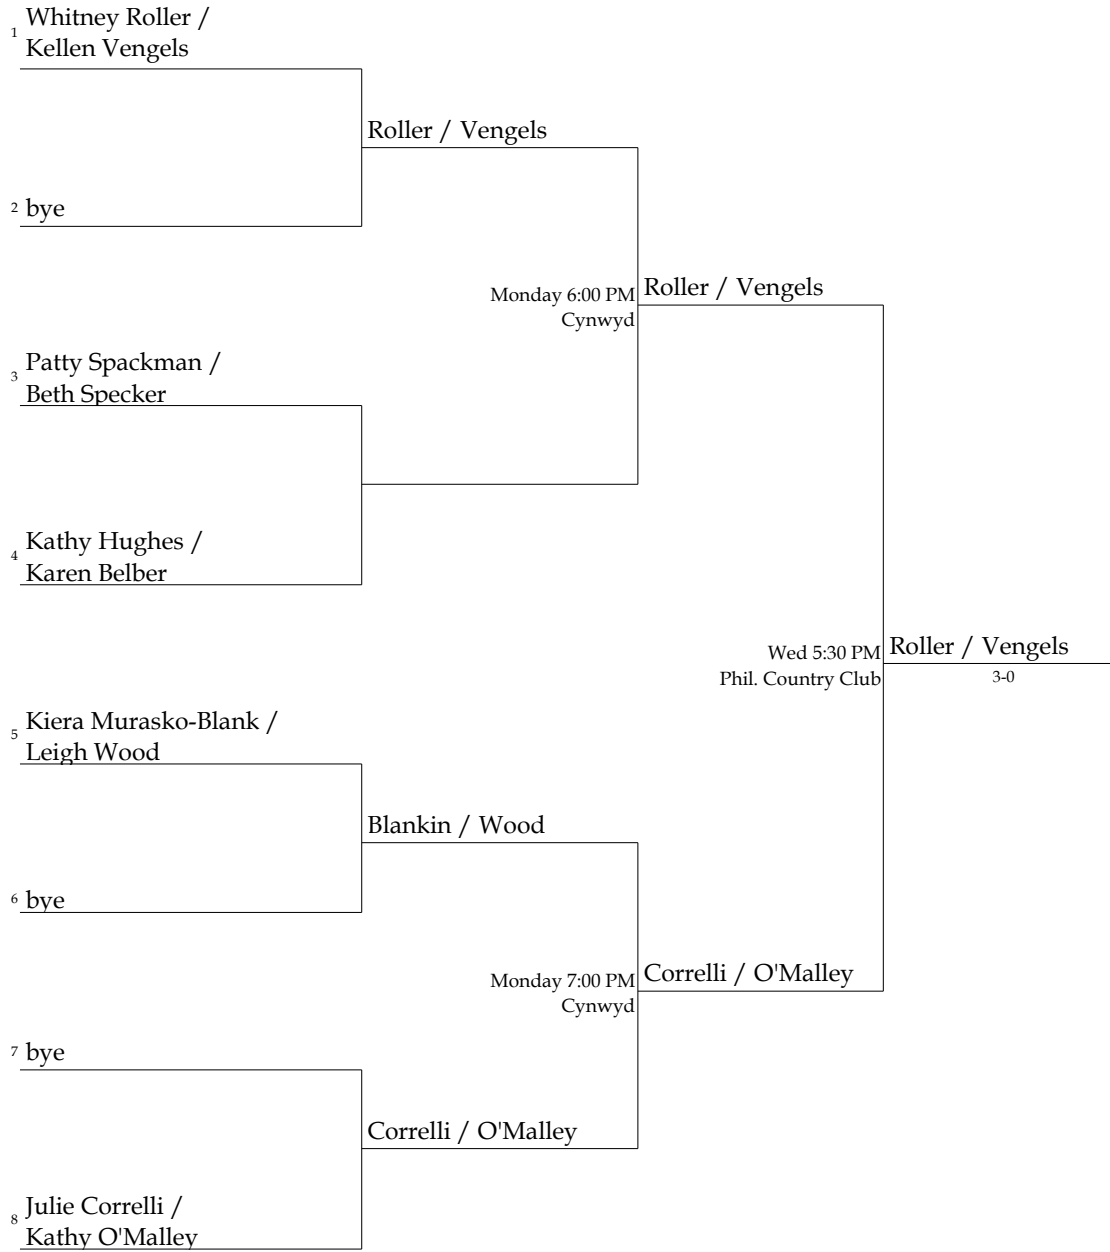 1 Whitney Roller /
Kellen Vengels
Roller / Vengels
2 bye
Monday 6:00 PM
Cynwyd
Roller / Vengels
3 Patty Spackman /
Beth Specker
4 Kathy Hughes /
Karen Belber
Wed 5:30 PM
Phil. Country Club
Roller / Vengels
3-0
5 Kiera Murasko-Blank /
Leigh Wood
Blankin / Wood
6 bye
Monday 7:00 PM
Cynwyd
Correlli / O'Malley
7 bye
Correlli / O'Malley
8 Julie Correlli /
Kathy O'Malley